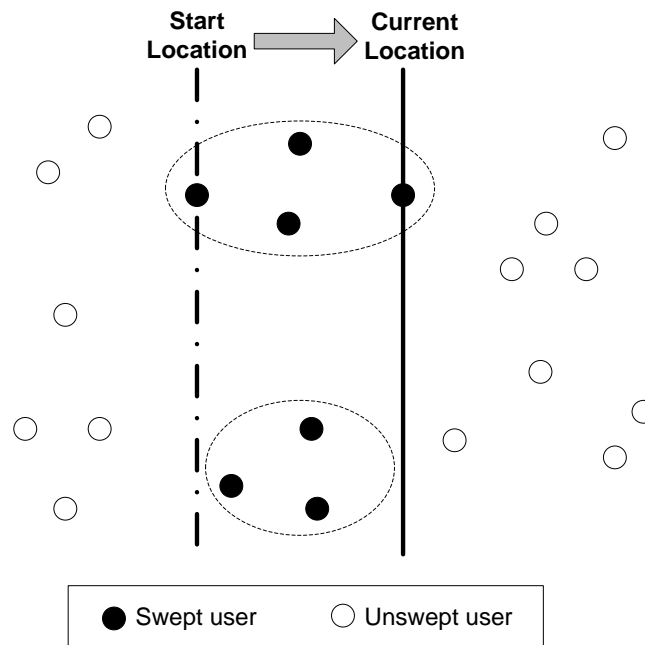 Start
Location
Current
Location
Swept user
Unswept user